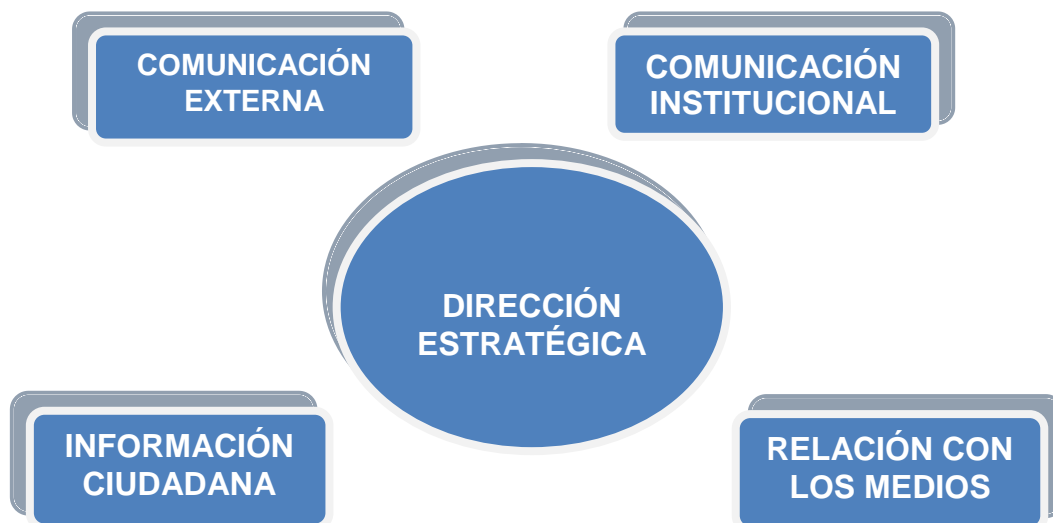 COMUNICACIÓN
EXTERNA
COMUNICACIÓN
INSTITUCIONAL
DIRECCIÓN
ESTRATÉGICA
INFORMACIÓN
CIUDADANA
RELACIÓN CON
LOS MEDIOS